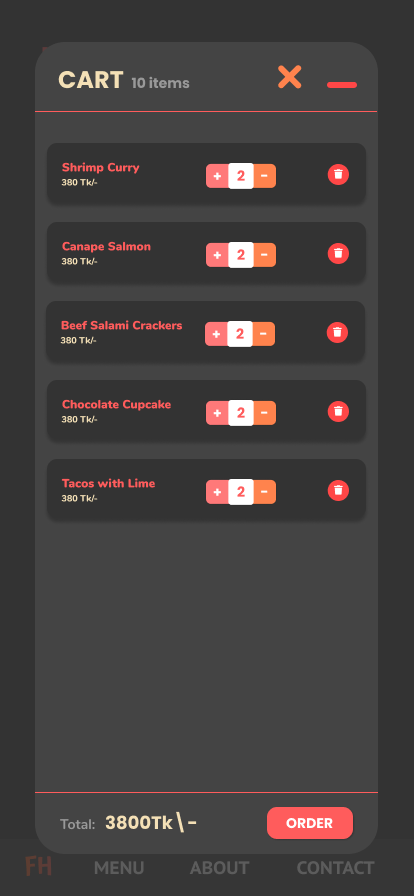 CART 10 items
Shrimp Curry
380 Tk/-
+ 2 -
Canape Salmon
380 Tk/-
+ 2 -
Beef Salami Crackers
380 Tk/-
+ 2 -
Chocolate Cupcake
380 Tk/-
+ 2 -
Tacos with Lime
380 Tk/-
+ 2 -
Total: 3800Tk\-
ORDER
FH MENU ABOUT CONTACT